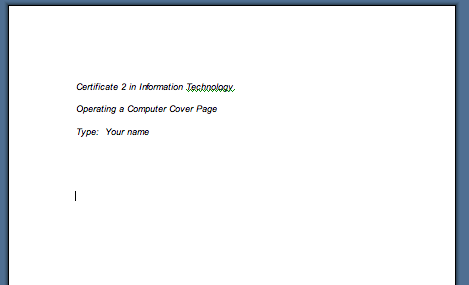 Certificate 2 in Information Technology.
Operating a Computer Cover Page
Type: Your name